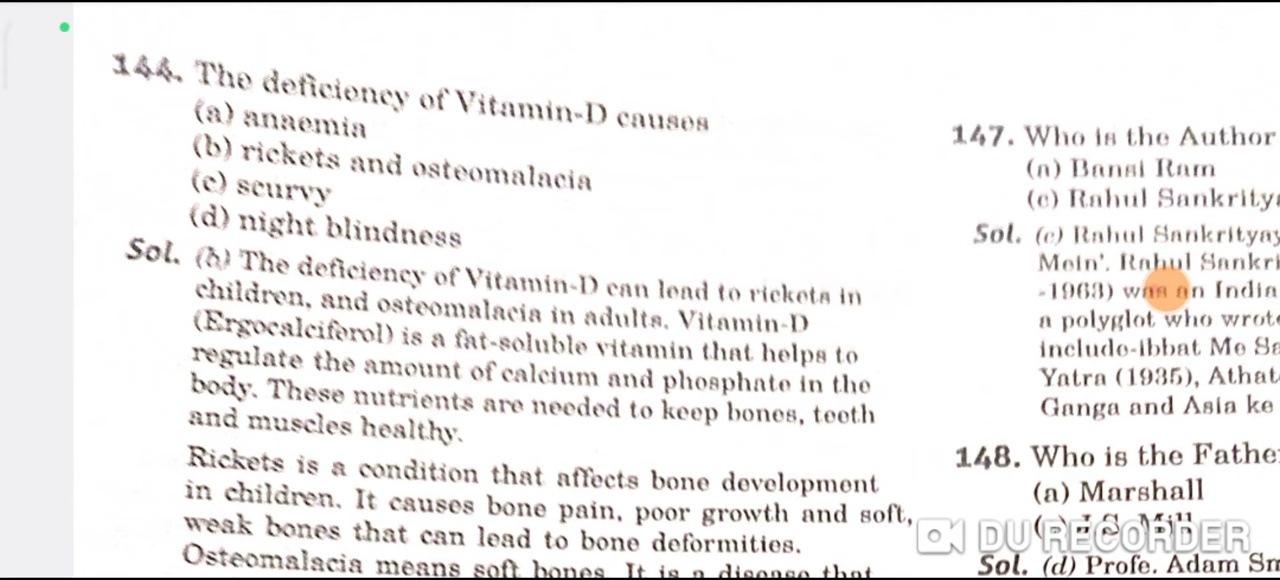 144. The deficiency of Vitamin-D causes
(a) anaemia
(b) rickets and osteomalacia
(c) scurvy
(d) night blindness
Sol. (b) The deficiency of Vitamin-D can lead to rickets in
children, and osteomalacia in adults. Vitamin-D
(Ergocalciferol) is a fat-soluble vitamin that helps to
regulate the amount of calcium and phosphate in the
body. These nutrients are needed to keep bones, teeth
and muscles healthy.
Rickets is a condition that affects bone development
in children. It causes bone pain, poor growth and soft,
weak bones that can lead to bone deformities.
Osteomalacia means soft bones. It is a disease that
147. Who is the Author
(a) Bansi Ram
(c) Rahul Sankritya
Sol. (c) Rahul Sankrityay
Mein'. Rahul Sankri
-1963) was an India
a polyglot who wrote
include-ibbat Me Sa
Yatra (1935), Athat
Ganga and Asia ke
148. Who is the Father
(a) Marshall
(c) J.S. Mill
Sol. (d) Profe. Adam Sm
DU RECORDER